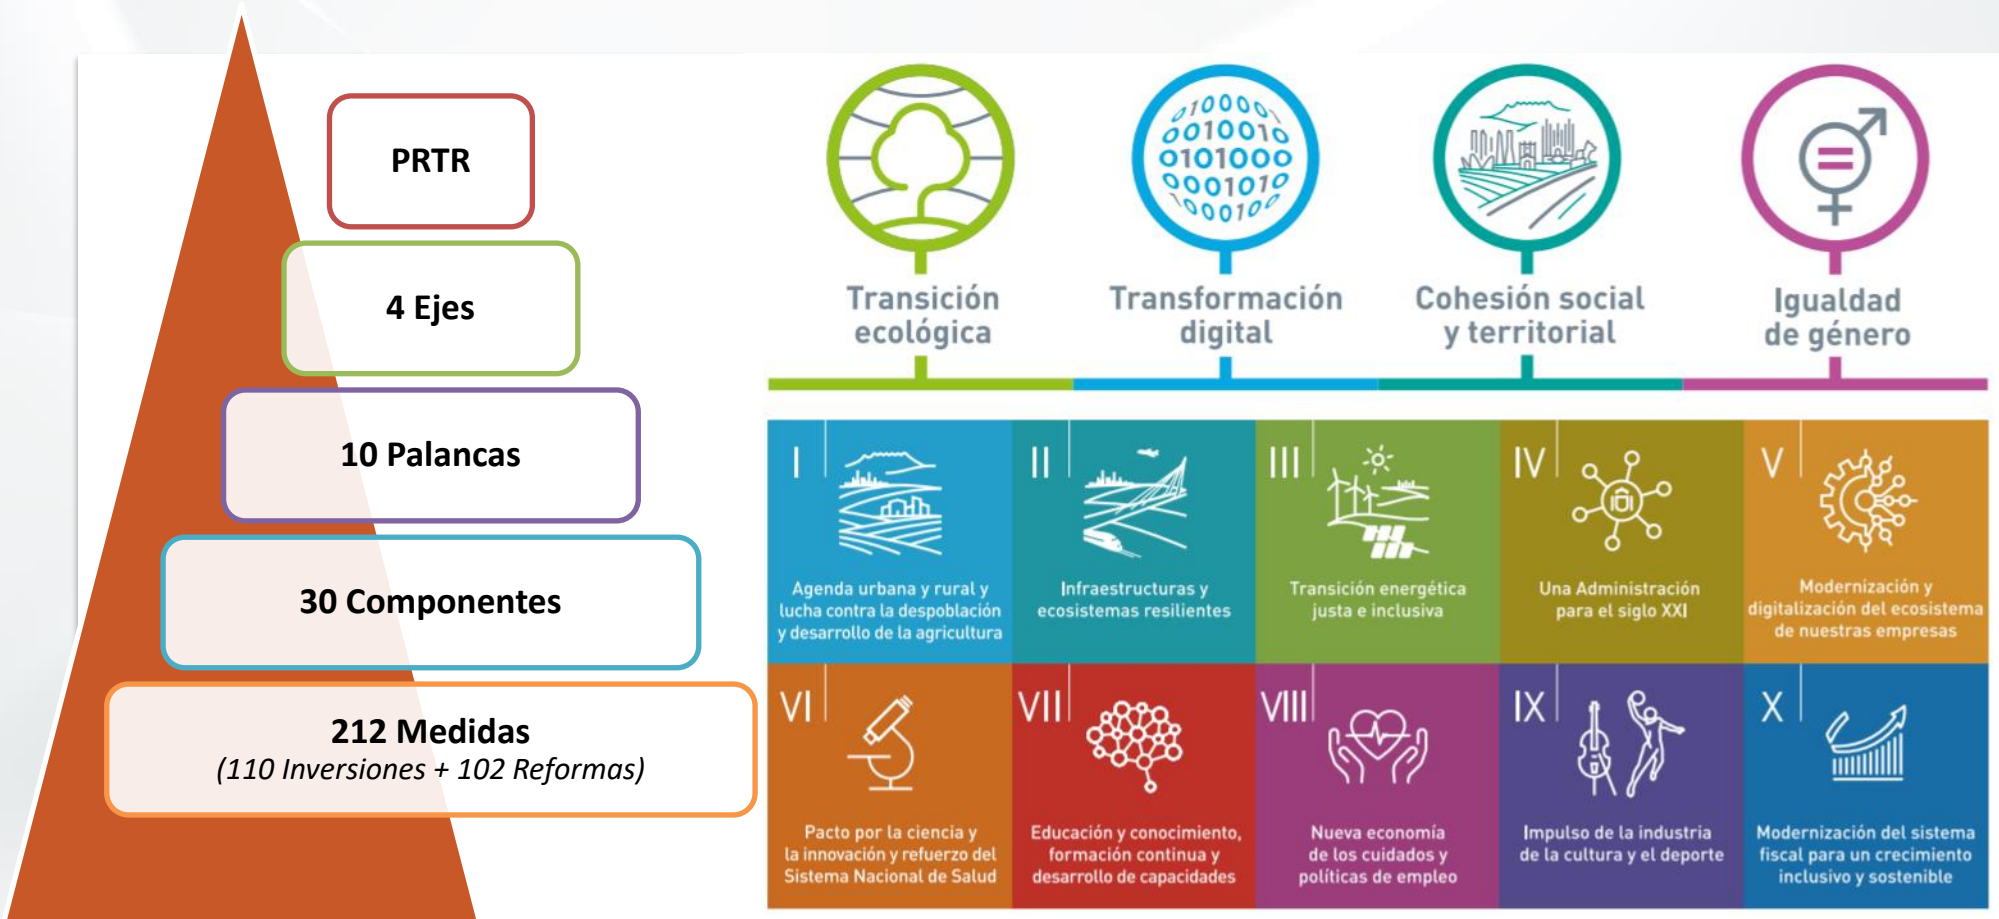 PRTR
4 Ejes
10 Palancas
30 Componentes
212 Medidas
(110 Inversiones + 102 Reformas)
Transición
ecológica
Transformación
digital
Cohesión social
y territorial
Igualdad
de género
I
Agenda urbana y rural y
lucha contra la despoblación
y desarrollo de la agricultura
II
Infraestructuras y
ecosistemas resilientes
III
Transición energética
justa e inclusiva
IV
Una Administración
para el siglo XXI
V
Modernización y
digitalización del ecosistema
de nuestras empresas
VI
Pacto por la ciencia y
la innovación y refuerzo del
Sistema Nacional de Salud
VII
Educación y conocimiento,
formación continua y
desarrollo de capacidades
VIII
Nueva economía
de los cuidados y
políticas de empleo
IX
Impulso de la industria
de la cultura y el deporte
X
Modernización del sistema
fiscal para un crecimiento
inclusivo y sostenible